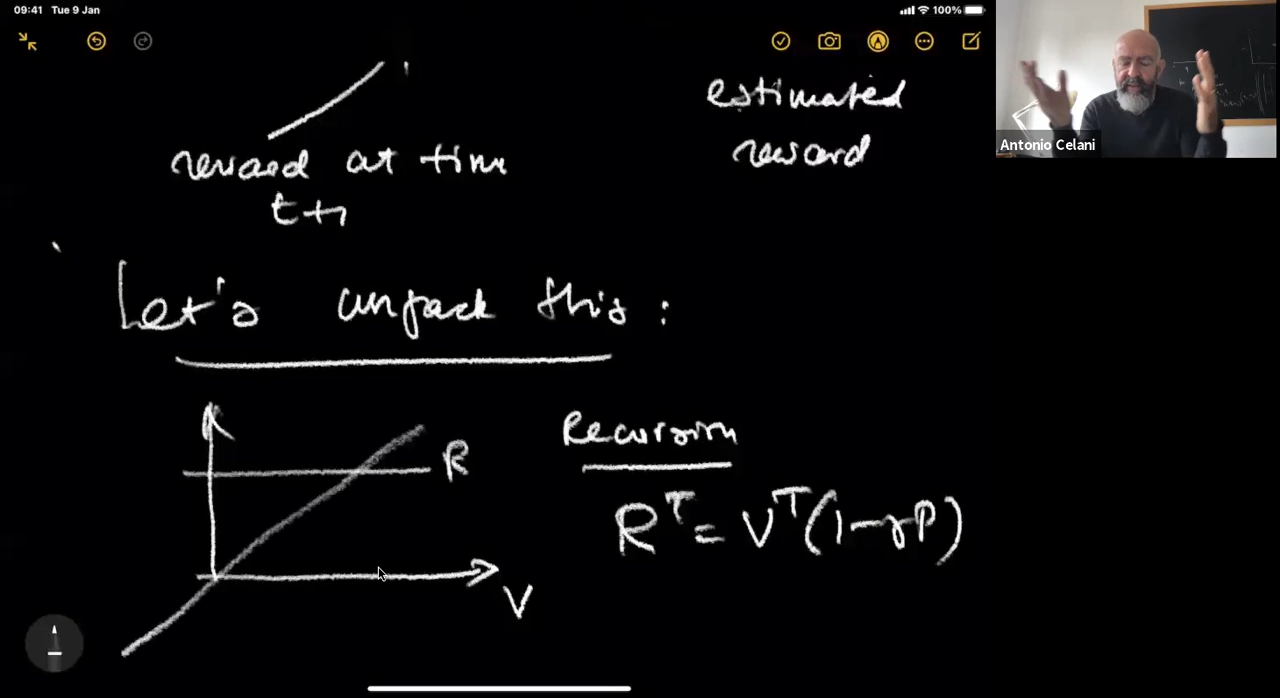 09:41 Tue 9 Jan
100%
estimated
reward
reward at time
t+1
Antonio Celani
Let's unpack this:
R
Recursion
R^T = V^T(1-γP)
V